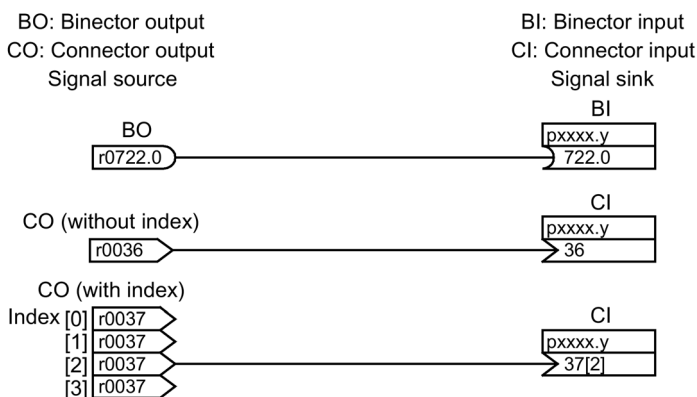 BO: Binector output
BI: Binector input
CO: Connector output
CI: Connector input
Signal source
Signal sink
BO
BI
pxxxx.y
r0722.0
722.0
CO (without index)
CI
pxxxx.y
r0036
36
CO (with index)
Index [0] r0037
CI
[1] r0037
pxxxx.y
[2] r0037
37[2]
[3] r0037